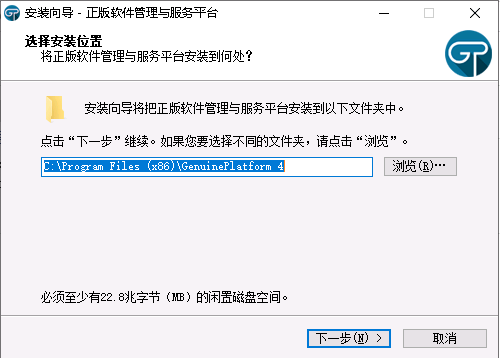 安装向导 - 正版软件管理与服务平台
选择安装位置
将正版软件管理与服务平台安装到何处？
GP
安装向导将把正版软件管理与服务平台安装到以下文件夹中。
点击“下一步”继续。如果您要选择不同的文件夹，请点击“浏览”。
C:\Program Files (x86)\GenuinePlatform 4
浏览(R)…
必须至少有22.8兆字节（MB）的闲置磁盘空间。
下一步(N) >
取消